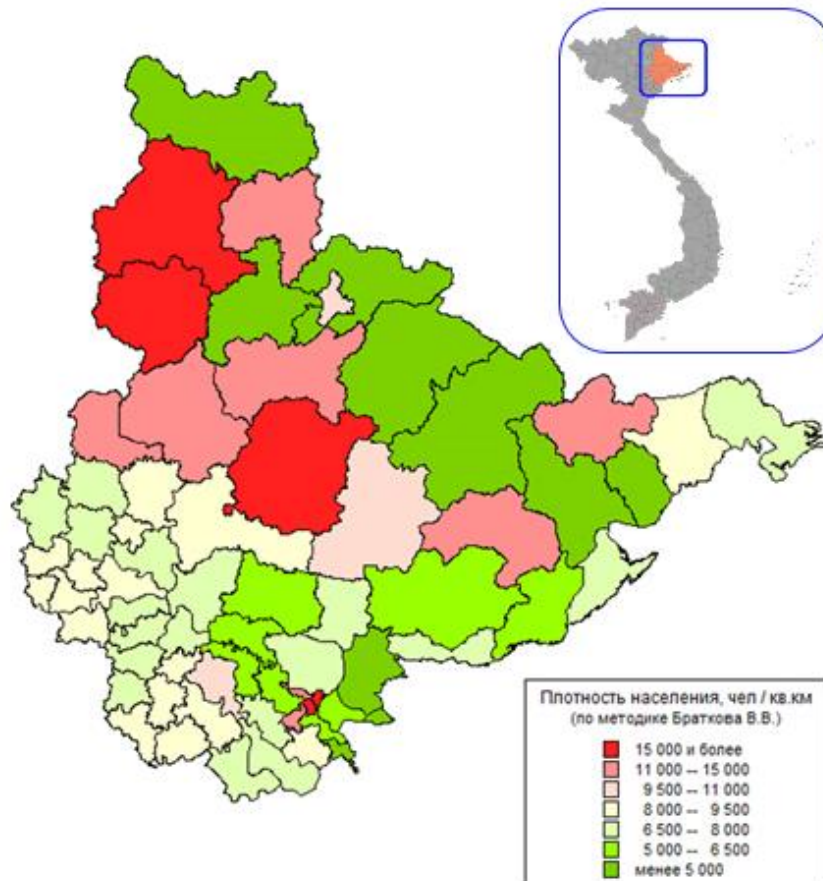 Плотность населения, чел / кв.км
(по методике Браткова В.В.)
15 000 и более
11 000 -- 15 000
9 500 -- 11 000
8 000 -- 9 500
6 500 -- 8 000
5 000 -- 6 500
менее 5 000